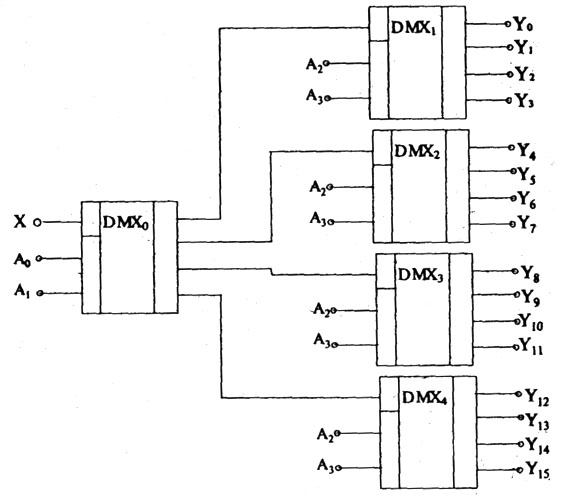 DMX₁
Y₀
Y₁
A₂
Y₂
A₃
Y₃
DMX₂
Y₄
Y₅
A₂
Y₆
A₃
Y₇
X
DMX₀
A₀
A₁
DMX₃
Y₈
Y₉
A₂
Y₁₀
A₃
Y₁₁
DMX₄
Y₁₂
Y₁₃
A₂
Y₁₄
A₃
Y₁₅